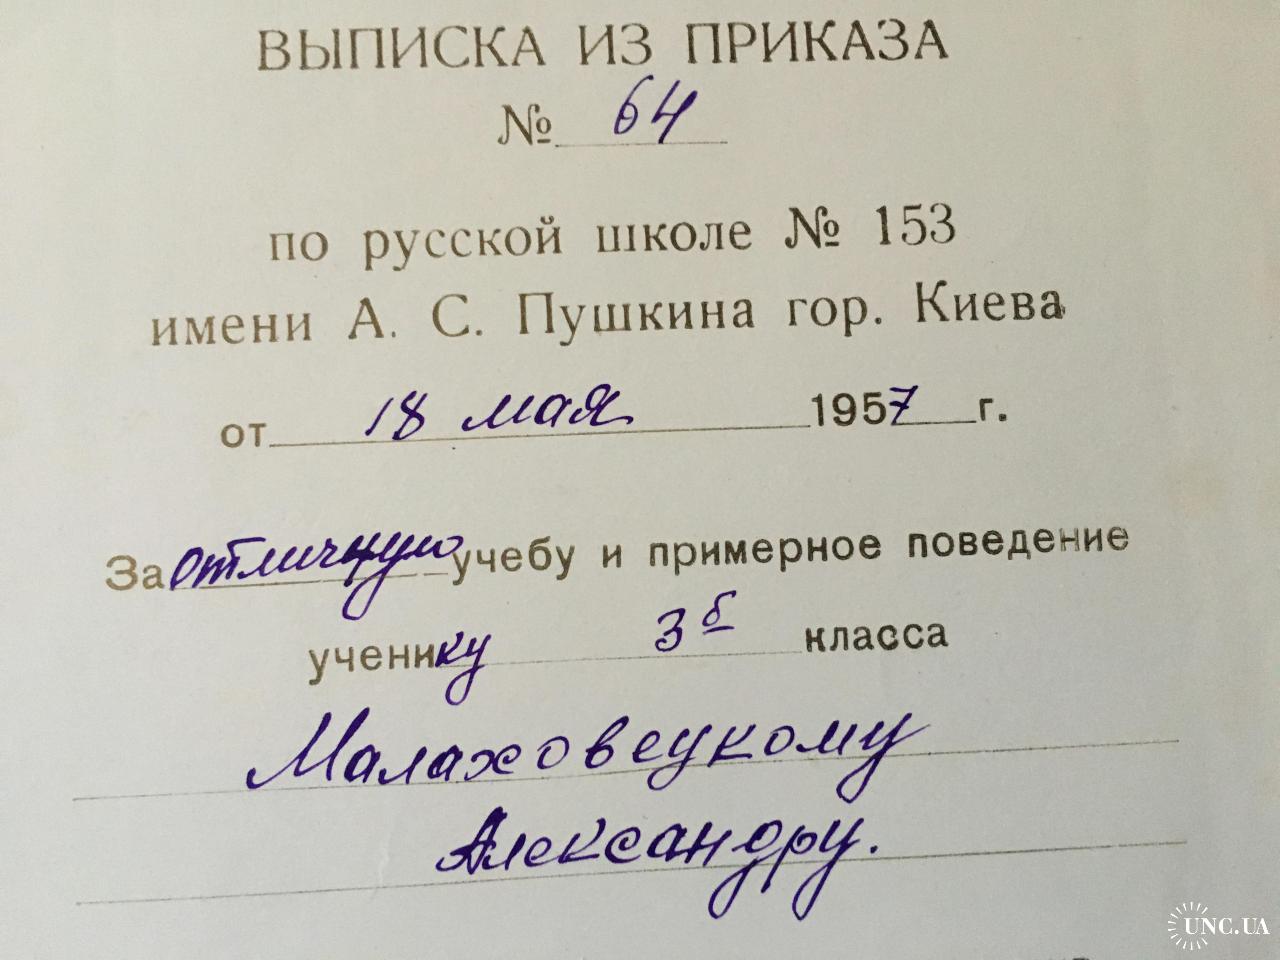 ВЫПИСКА ИЗ ПРИКАЗА
№ 64
по русской школе № 153
имени А. С. Пушкина гор. Киева
от 18 мая 1957 г.
За отличную учебу и примерное поведение
ученику 3б класса
Малаховецкому
Александру.
UNC.UA